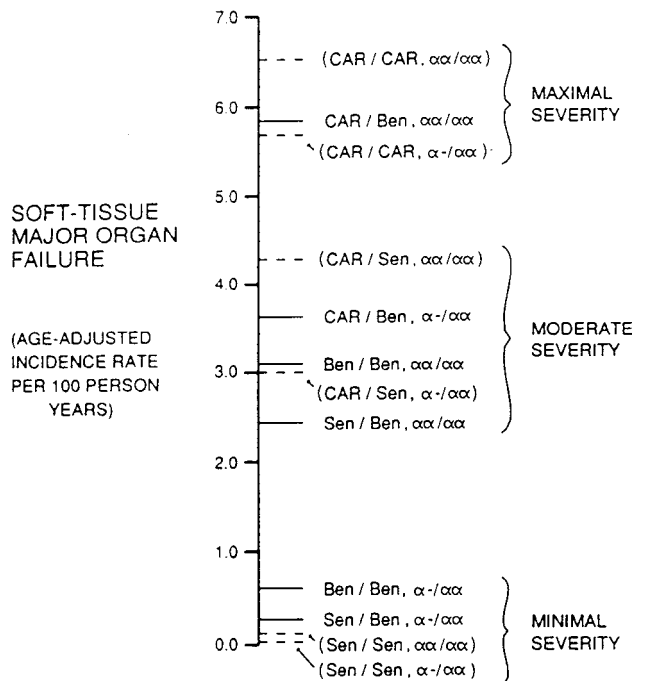 7.0
(CAR / CAR, αα/αα)
6.0
CAR / Ben, αα/αα
(CAR / CAR, α-/αα)
MAXIMAL
SEVERITY
5.0
SOFT-TISSUE
MAJOR ORGAN
FAILURE
(AGE-ADJUSTED
INCIDENCE RATE
PER 100 PERSON
YEARS)
(CAR / Sen, αα/αα)
4.0
CAR / Ben, α-/αα
Ben / Ben, αα/αα
3.0
(CAR / Sen, α-/αα)
Sen / Ben, αα/αα
MODERATE
SEVERITY
2.0
1.0
Ben / Ben, α-/αα
Sen / Ben, α-/αα
0.0
(Sen / Sen, αα/αα)
(Sen / Sen, α-/αα)
MINIMAL
SEVERITY